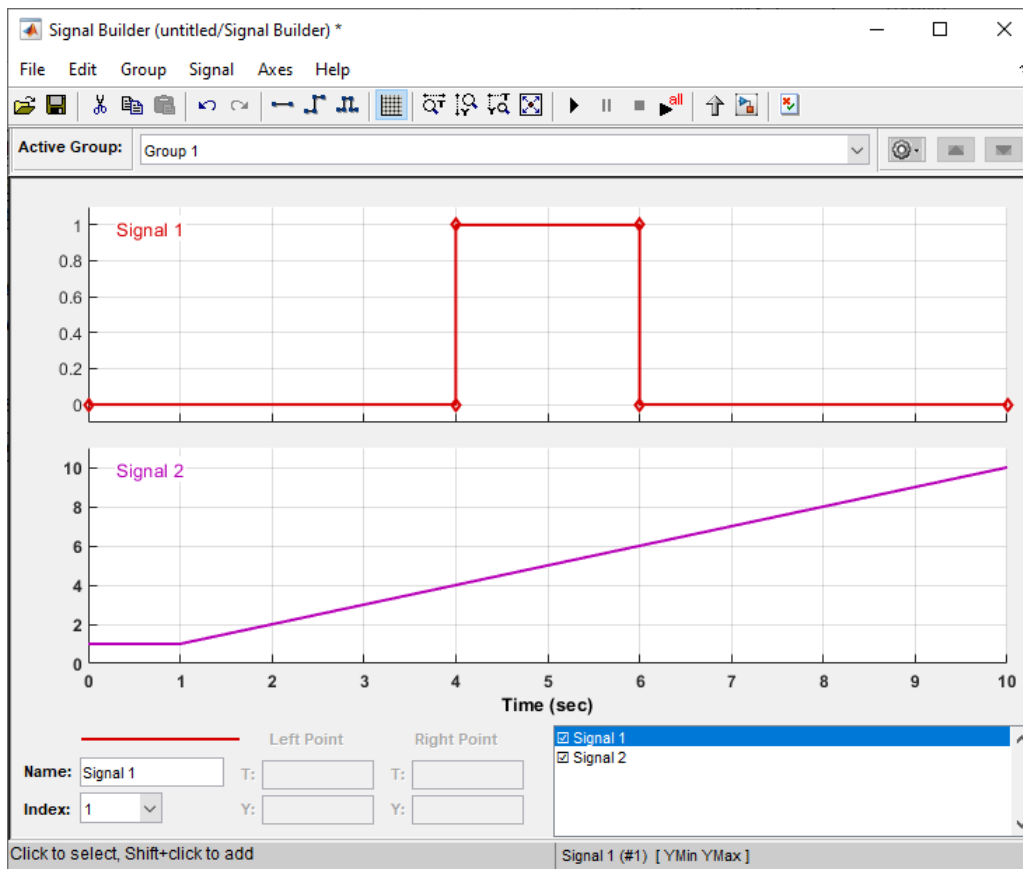 Signal Builder (untitled/Signal Builder) *
File Edit Group Signal Axes Help
all
Active Group: Group 1
Signal 1
1
0.8
0.6
0.4
0.2
0
Signal 2
10
8
6
4
2
0
0 1 2 3 4 5 6 7 8 9 10
Time (sec)
Left Point Right Point
Name: Signal 1 T: T:
Index: 1 Y: Y:
Signal 1
Signal 2
Click to select, Shift+click to add
Signal 1 (#1) [ YMin YMax ]